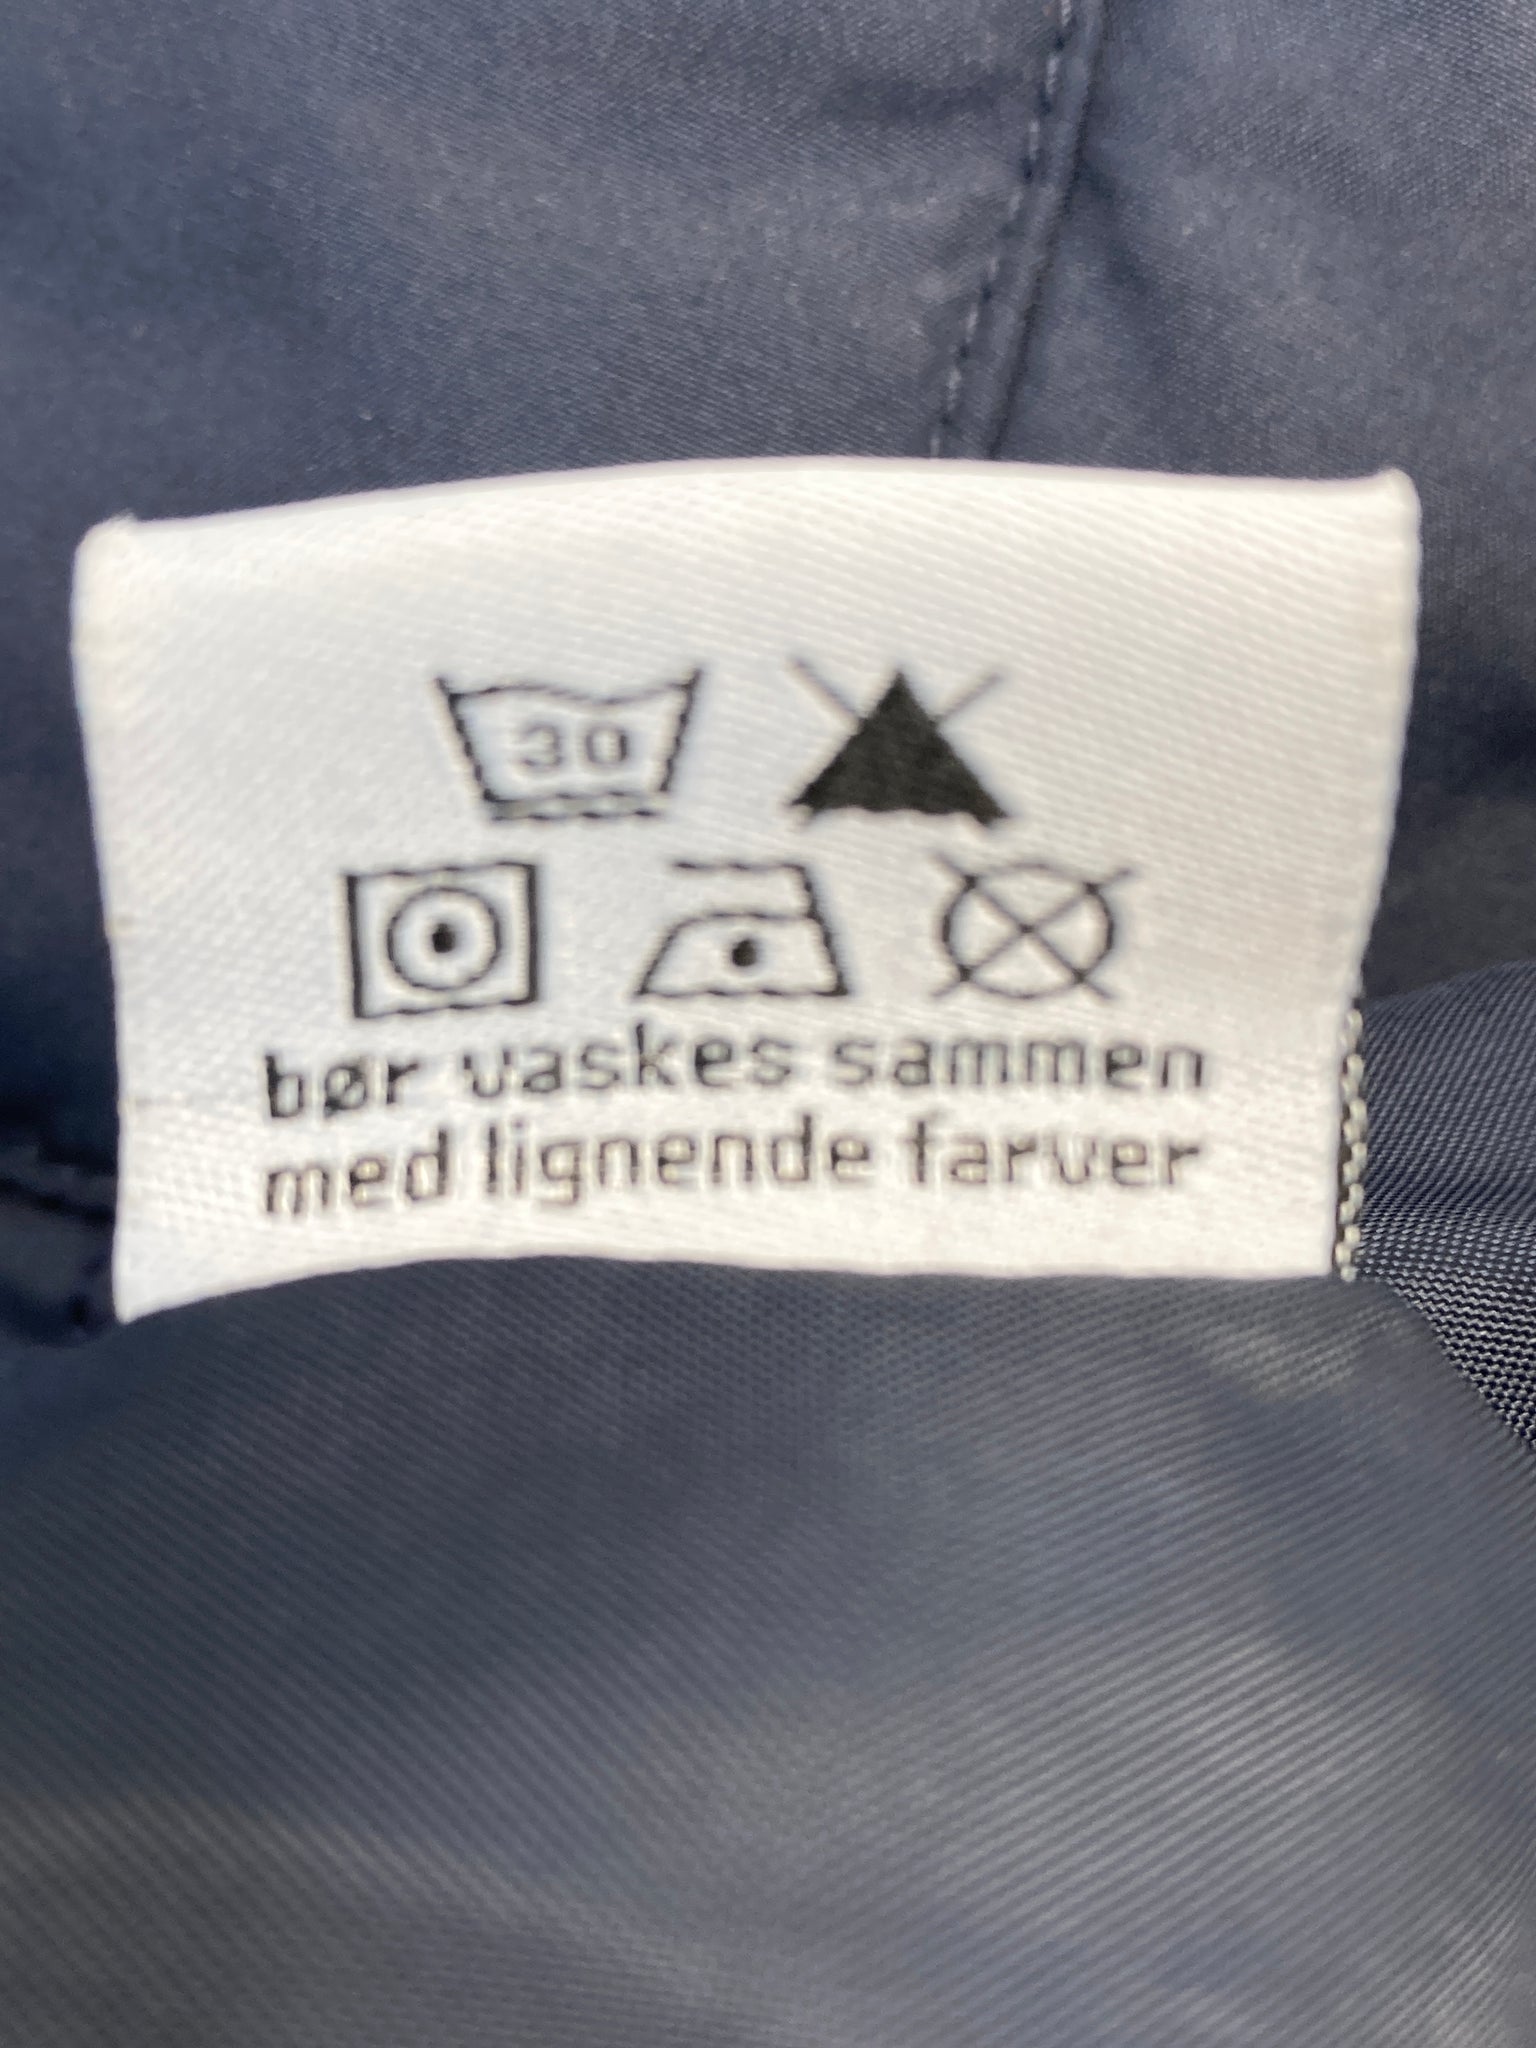 30
bør vaskes sammen
med lignende farver